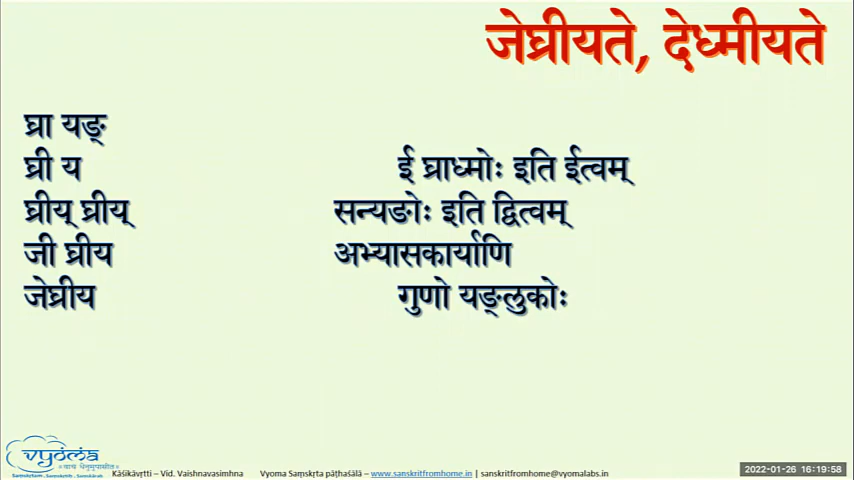 जेघ्रीयते, देध्मीयते
घ्रा यङ्
घ्री य ई घ्राध्मोः इति ईत्वम्
घ्रीय् घ्रीय् सन्यङोः इति द्वित्वम्
जी घ्रीय अभ्यासकार्याणि
जेघ्रीय गुणो यङ्लुकोः
vyoma
Kāśikāvṛtti – Vid. Vaishnavasimhna Vyoma Saṃskṛta pāṭhaśālā – www.sanskritfromhome.in | sanskritfromhome@vyomalabs.in
2022-01-26 16:19:58